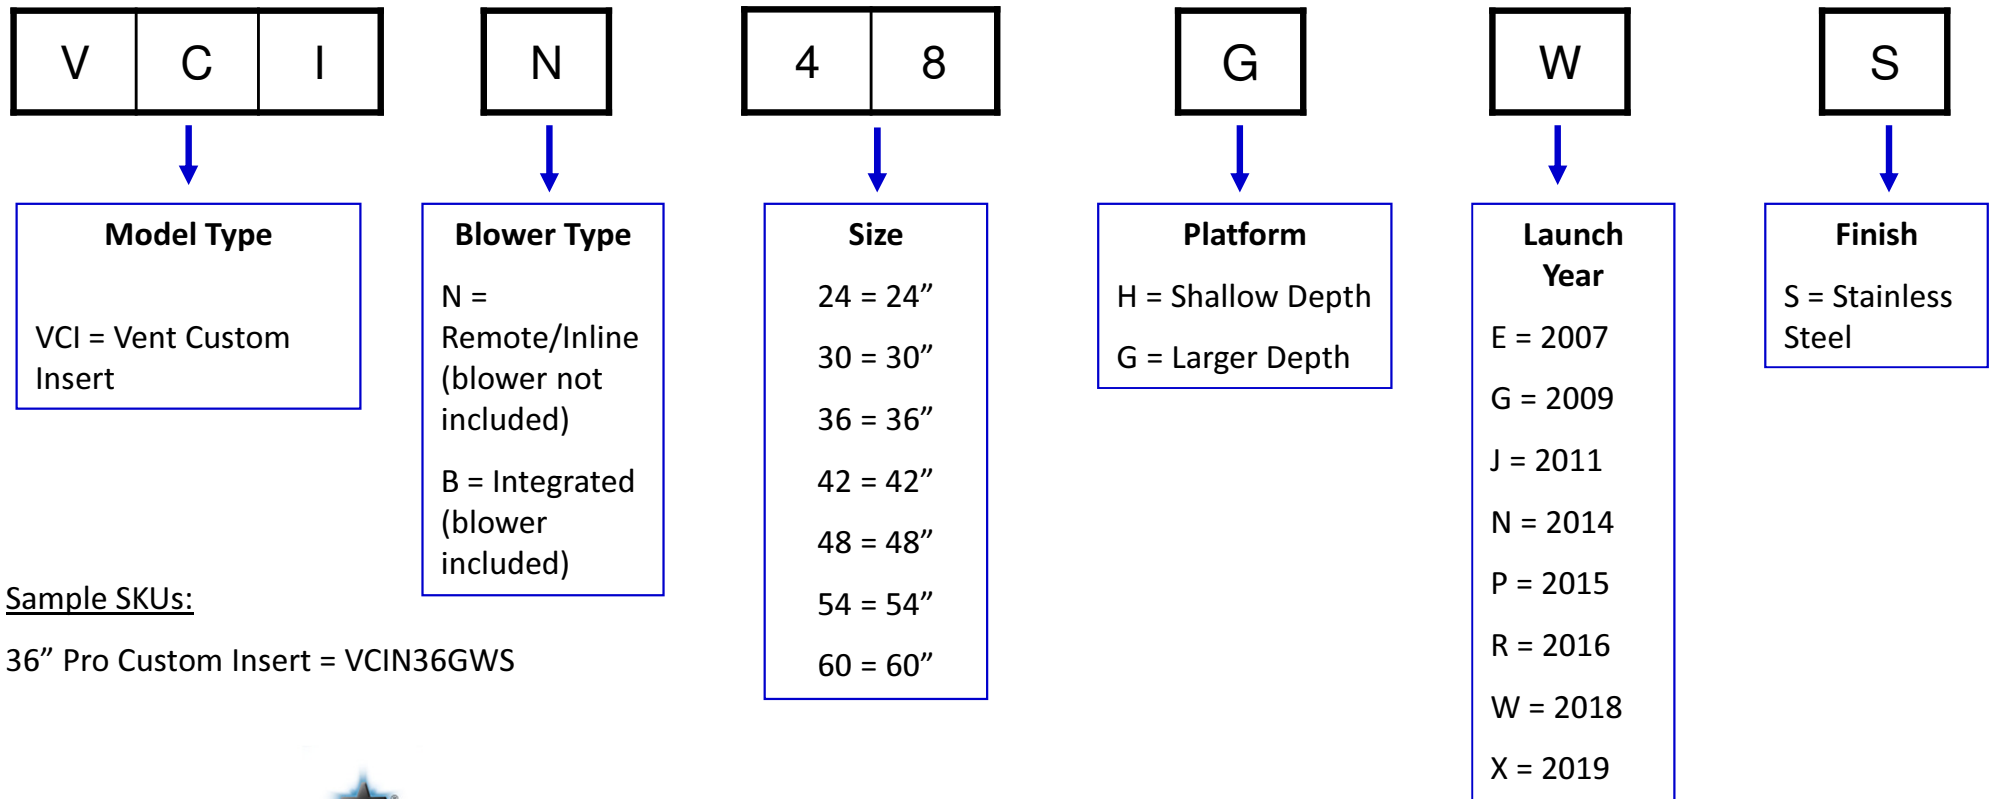 V C I N 4 8 G W S
Model Type
VCI = Vent Custom
Insert
Blower Type
N =
Remote/Inline
(blower not
included)
B = Integrated
(blower
included)
Size
24 = 24”
30 = 30”
36 = 36”
42 = 42”
48 = 48”
54 = 54”
60 = 60”
Platform
H = Shallow Depth
G = Larger Depth
Launch
Year
E = 2007
G = 2009
J = 2011
N = 2014
P = 2015
R = 2016
W = 2018
X = 2019
Finish
S = Stainless
Steel
Sample SKUs:
36” Pro Custom Insert = VCIN36GWS